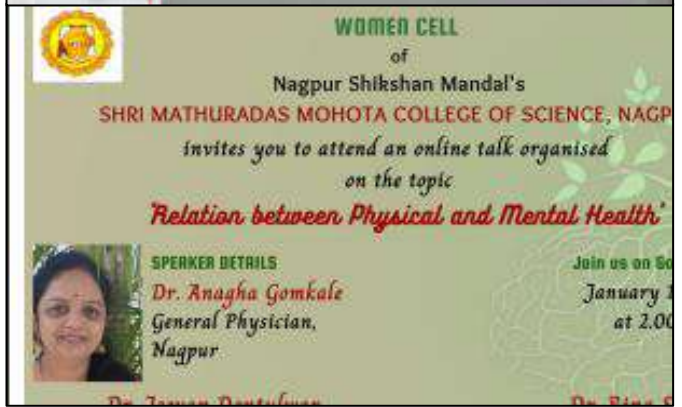 WOMEN CELL
of
Nagpur Shikshan Mandal's
SHRI MATHURADAS MOHOTA COLLEGE OF SCIENCE, NAGP
invites you to attend an online talk organised
on the topic
'Relation between Physical and Mental Health'
SPEAKER DETAILS
Dr. Anagha Gomkale
General Physician,
Nagpur
Join us on
January
at 2.00